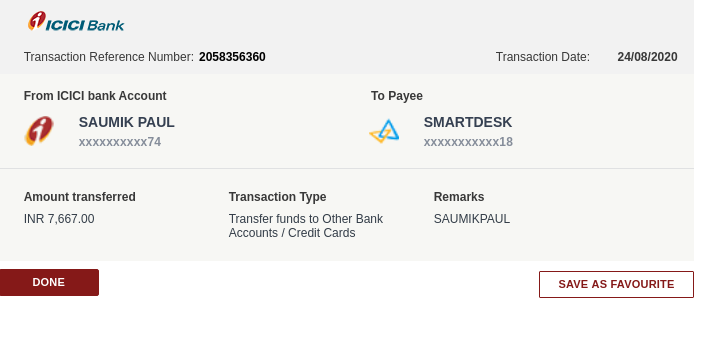 ICICI Bank
Transaction Reference Number: 2058356360 Transaction Date: 24/08/2020
From ICICI bank Account To Payee
SAUMIK PAUL SMARTDESK
xxxxxxxxxx74 xxxxxxxxxxx18
Amount transferred Transaction Type Remarks
INR 7,667.00 Transfer funds to Other Bank SAUMIKPAUL
Accounts / Credit Cards
DONE SAVE AS FAVOURITE